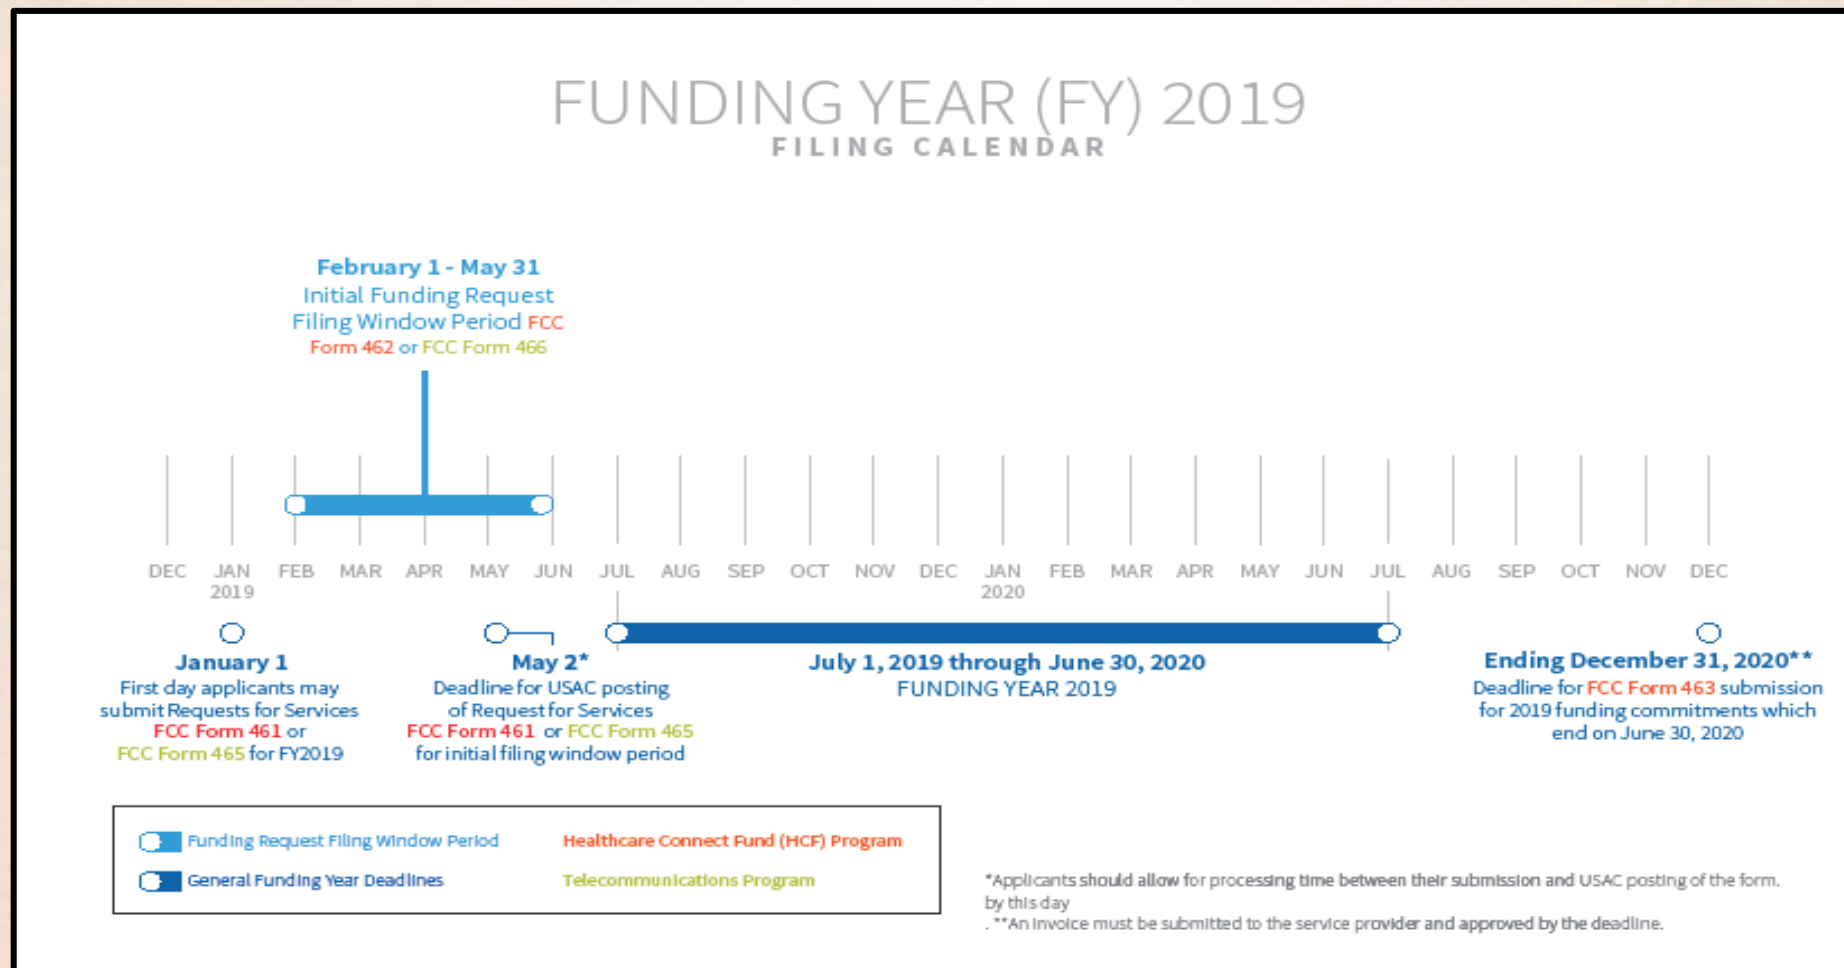 FUNDING YEAR (FY) 2019
FILING CALENDAR
February 1 - May 31
Initial Funding Request
Filing Window Period FCC
Form 462 or FCC Form 466
DEC JAN FEB MAR APR MAY JUN JUL AUG SEP OCT NOV DEC JAN FEB MAR APR MAY JUN JUL AUG SEP OCT NOV DEC
2019 2020
January 1
First day applicants may
submit Requests for Services
FCC Form 461 or
FCC Form 465 for FY2019
May 2*
Deadline for USAC posting
of Request for Services
FCC Form 461 or FCC Form 465
for initial filing window period
July 1, 2019 through June 30, 2020
FUNDING YEAR 2019
Ending December 31, 2020**
Deadline for FCC Form 463 submission
for 2019 funding commitments which
end on June 30, 2020
Funding Request Filing Window Period
Healthcare Connect Fund (HCF) Program
General Funding Year Deadlines
Telecommunications Program
*Applicants should allow for processing time between their submission and USAC posting of the form.
by this day
. **An invoice must be submitted to the service provider and approved by the deadline.